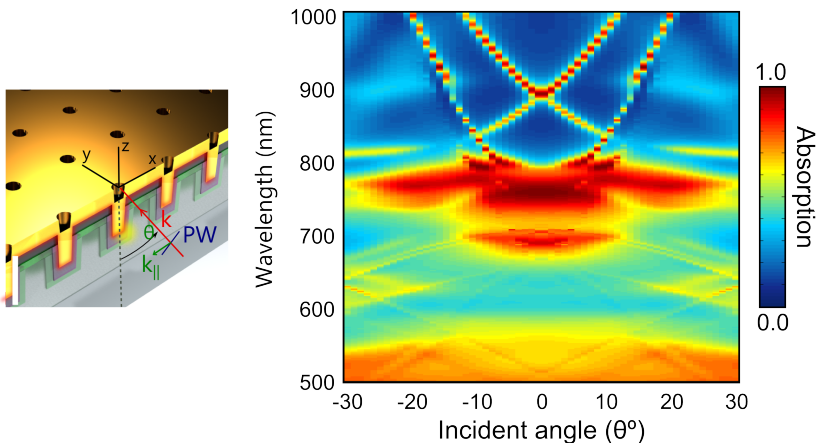 y
z
x
k
θ
PW
k||
Wavelength (nm)
1000
900
800
700
600
500
-30
-20
-10
0
10
20
30
Incident angle (θº)
1.0
0.0
Absorption